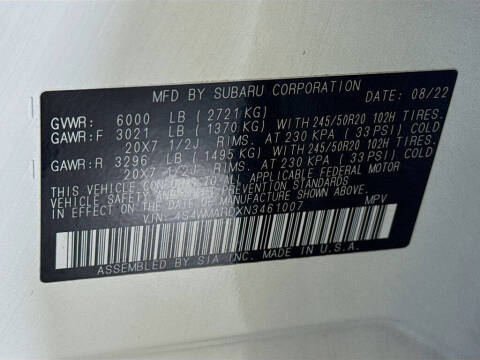 MFD BY SUBARU CORPORATION DATE: 08/22
GVWR: 6000 LB ( 2721 KG)
GAWR:F 3021 LB ( 1370 KG) WITH 245/50R20 102H TIRES.
20X7 1/2J RIMS. AT 230 KPA ( 33 PSI) COLD
GAWR:R 3296 LB ( 1495 KG) WITH 245/50R20 102H TIRES.
20X7 1/2J RIMS. AT 230 KPA ( 33 PSI) COLD
THIS VEHICLE CONFORMS TO ALL APPLICABLE FEDERAL MOTOR
VEHICLE SAFETY STANDARDS IN EFFECT ON THE DATE OF
MANUFACTURE SHOWN ABOVE.
VIN: 4S4WMARDXN3461007 MPV
ASSEMBLED BY SIA INC. MADE IN U.S.A.